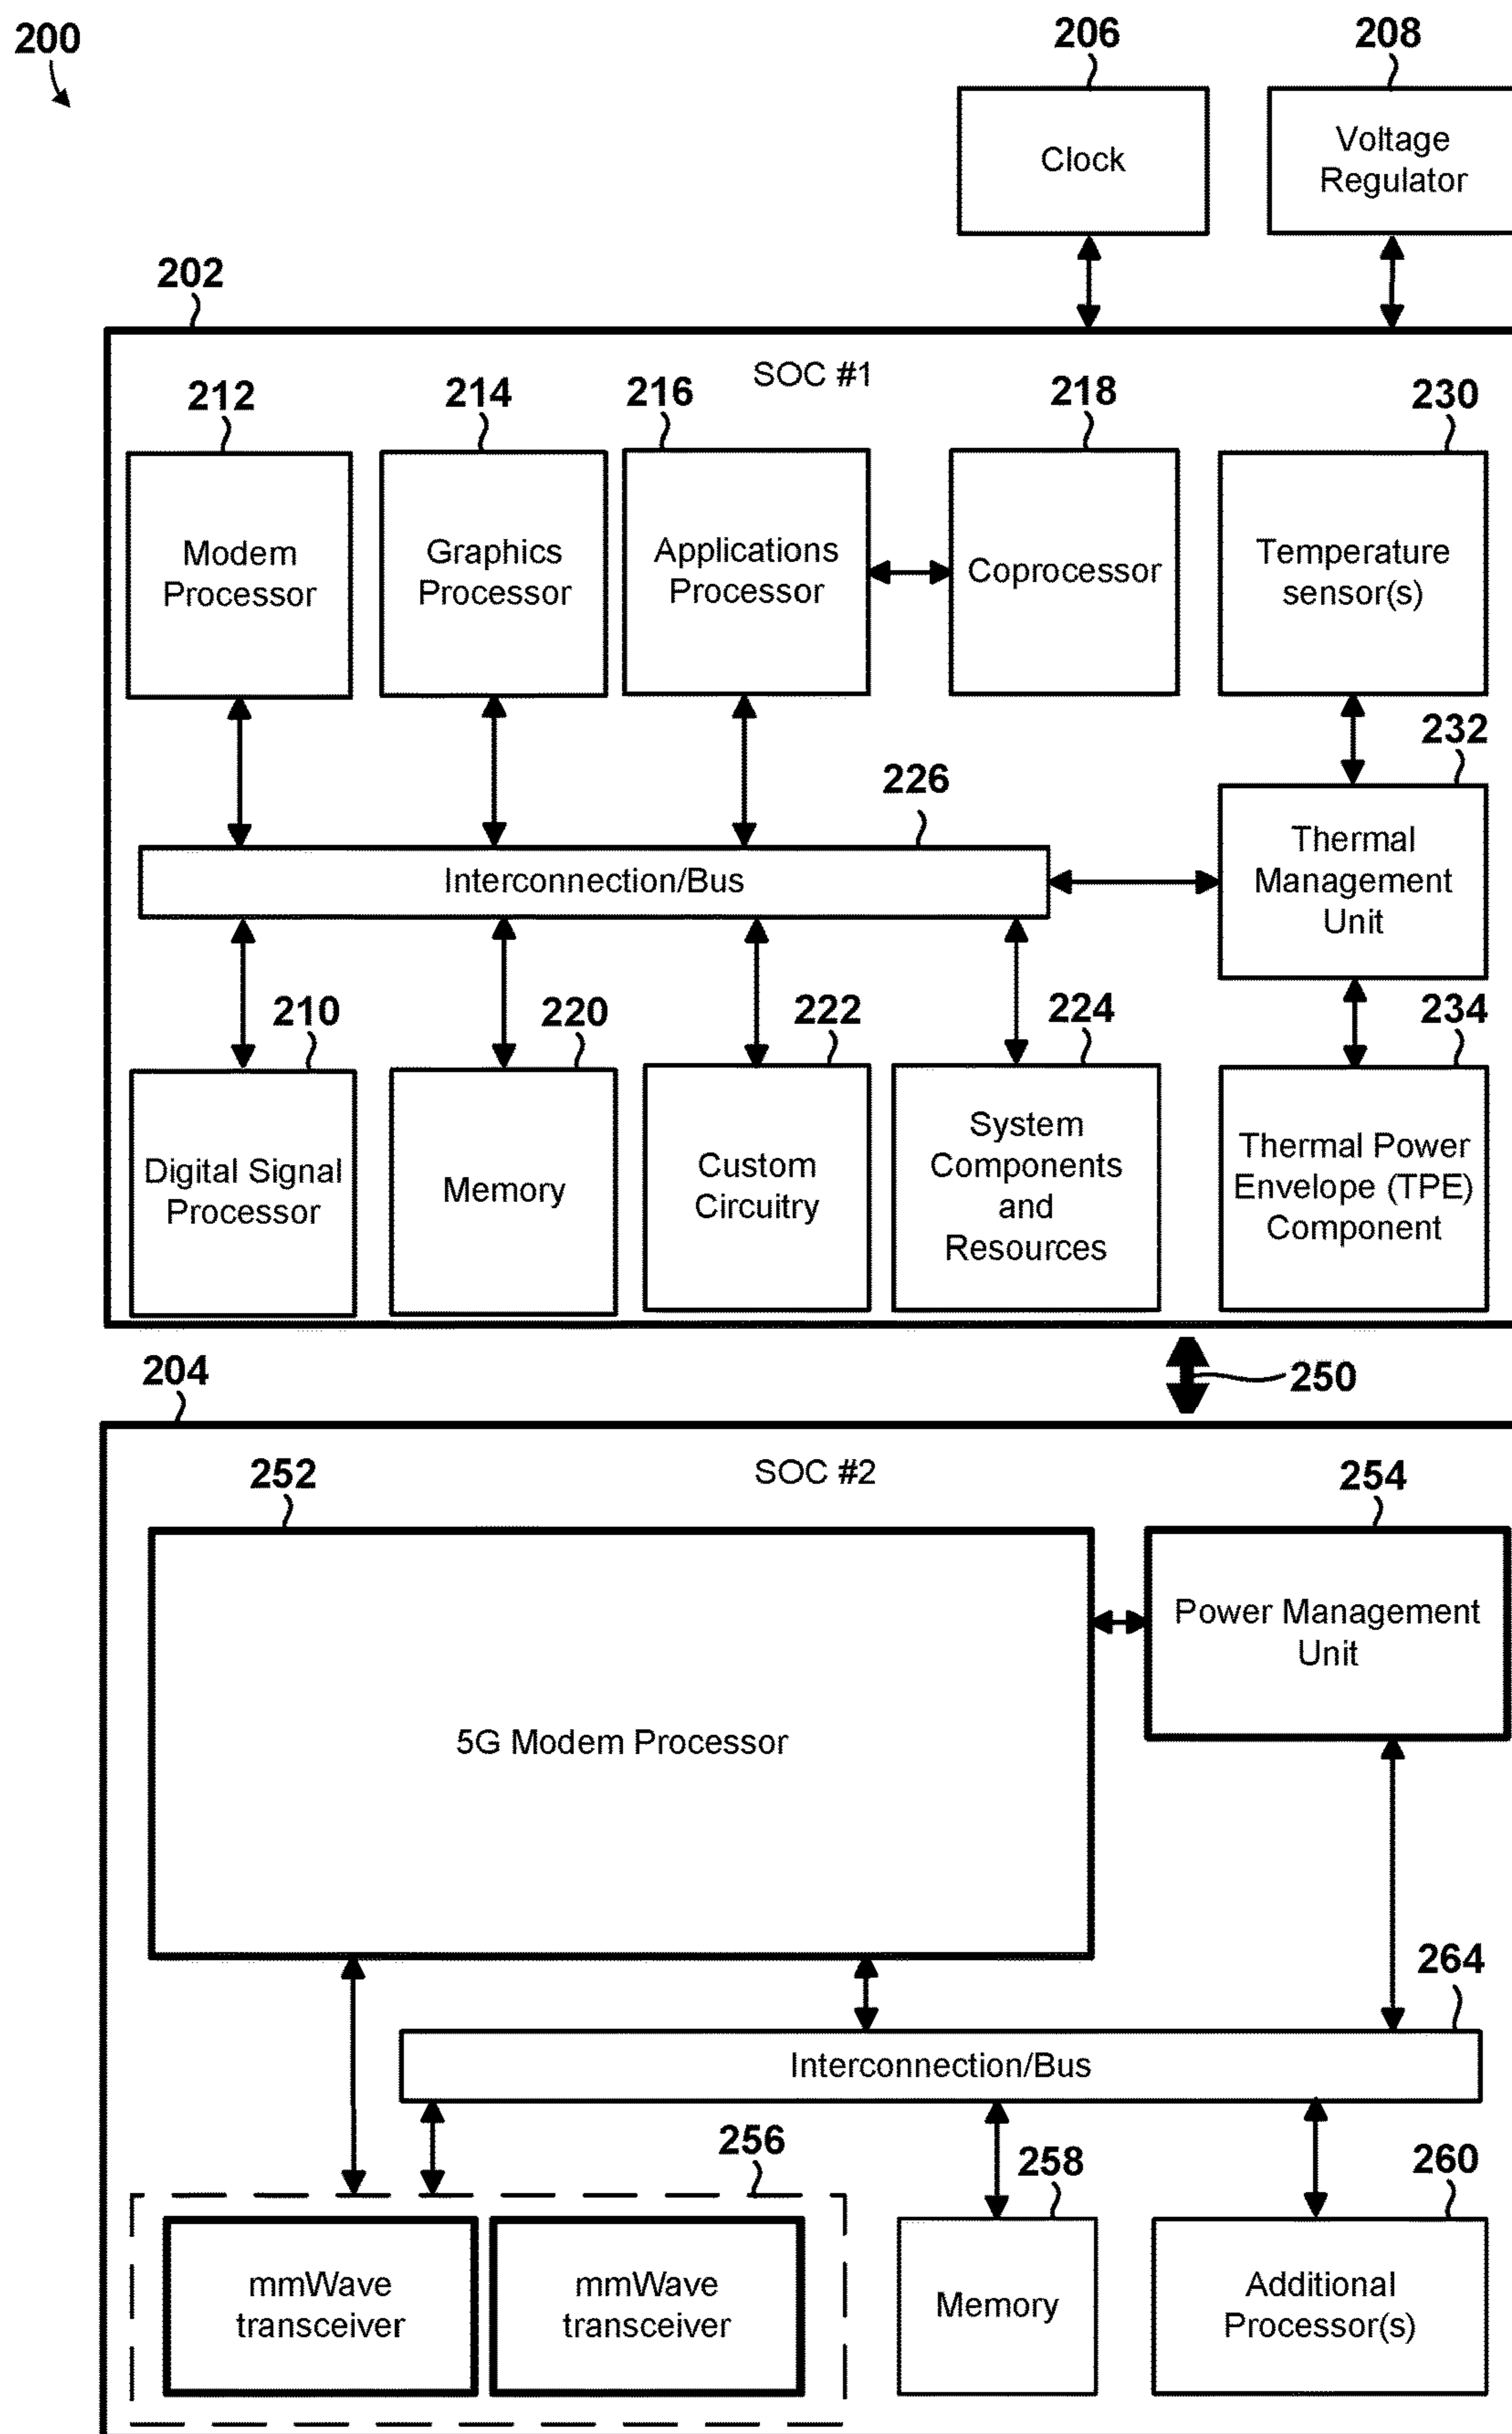 200
206
208
Clock
Voltage
Regulator
202
SOC #1
212
214
216
218
230
Modem
Processor
Graphics
Processor
Applications
Processor
Coprocessor
Temperature
sensor(s)
232
226
Interconnection/Bus
Thermal
Management
Unit
210
220
222
224
234
Digital Signal
Processor
Memory
Custom
Circuitry
System
Components
and
Resources
Thermal Power
Envelope (TPE)
Component
250
204
SOC #2
252
254
5G Modem Processor
Power Management
Unit
264
Interconnection/Bus
256
258
260
mmWave
transceiver
mmWave
transceiver
Memory
Additional
Processor(s)